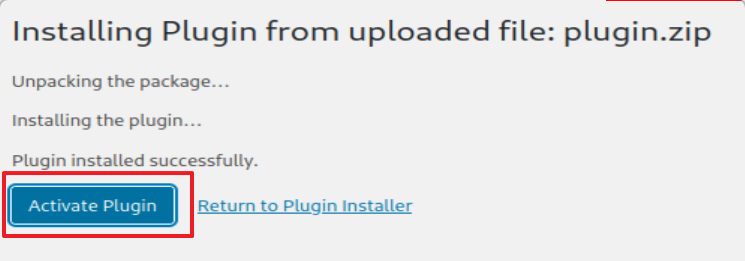 Installing Plugin from uploaded file: plugin.zip
Unpacking the package...
Installing the plugin...
Plugin installed successfully.
Activate Plugin Return to Plugin Installer